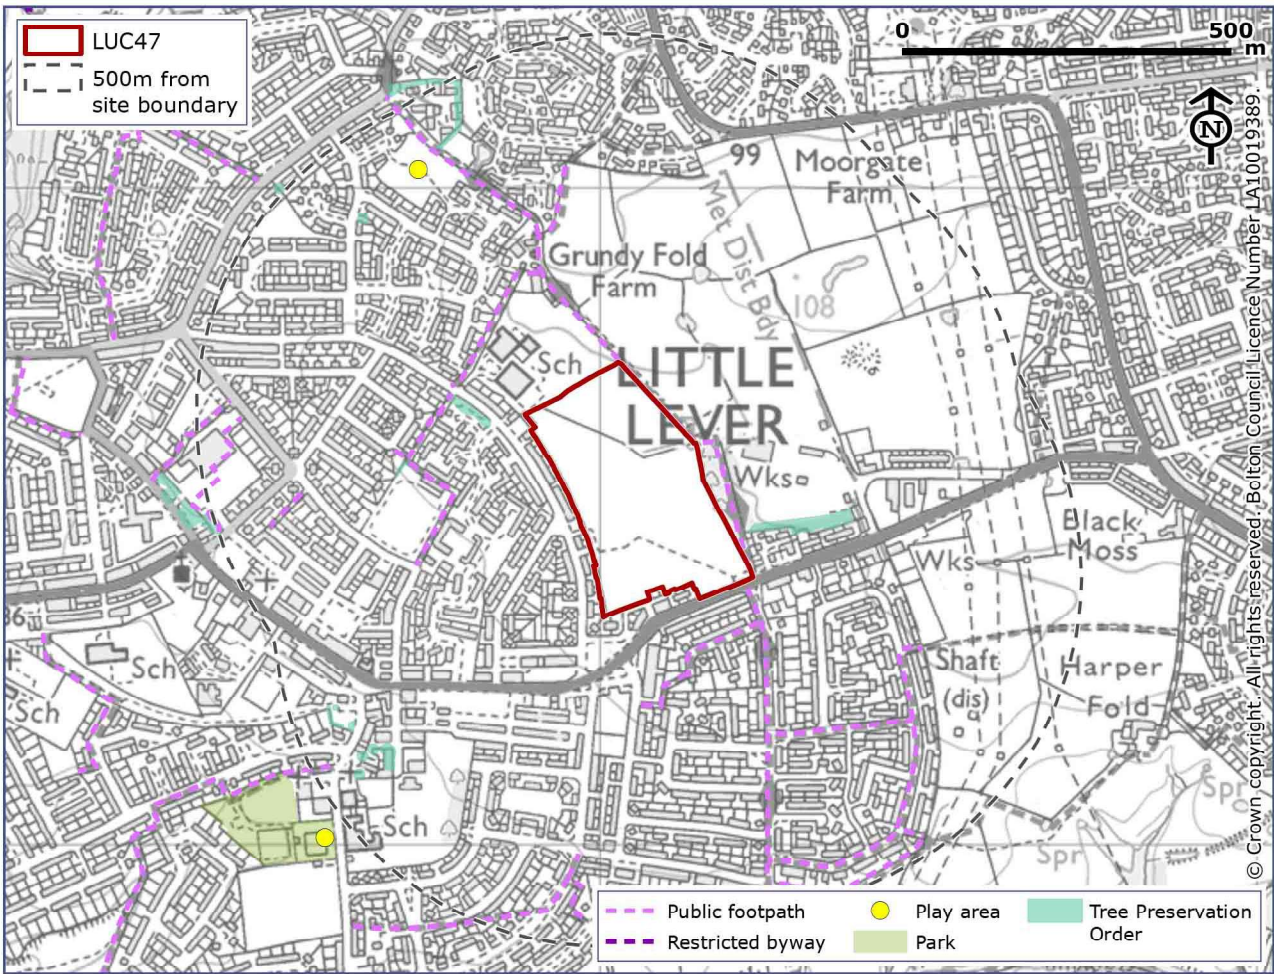 LUC47
500m from
site boundary
0
500
m
N
99
Moorgate
Farm
Met Dist Bdy
Grundy Fold
Farm
108
Sch
LITTLE
LEVER
Wks
Black
Moss
Wks
Sch
Shaft
(dis)
Harper
Fold
Sch
Spr
Sch
Spr
Public footpath
Play area
Tree Preservation
Order
Restricted byway
Park
© Crown copyright. All rights reserved. Bolton Council Licence Number LA100019389.